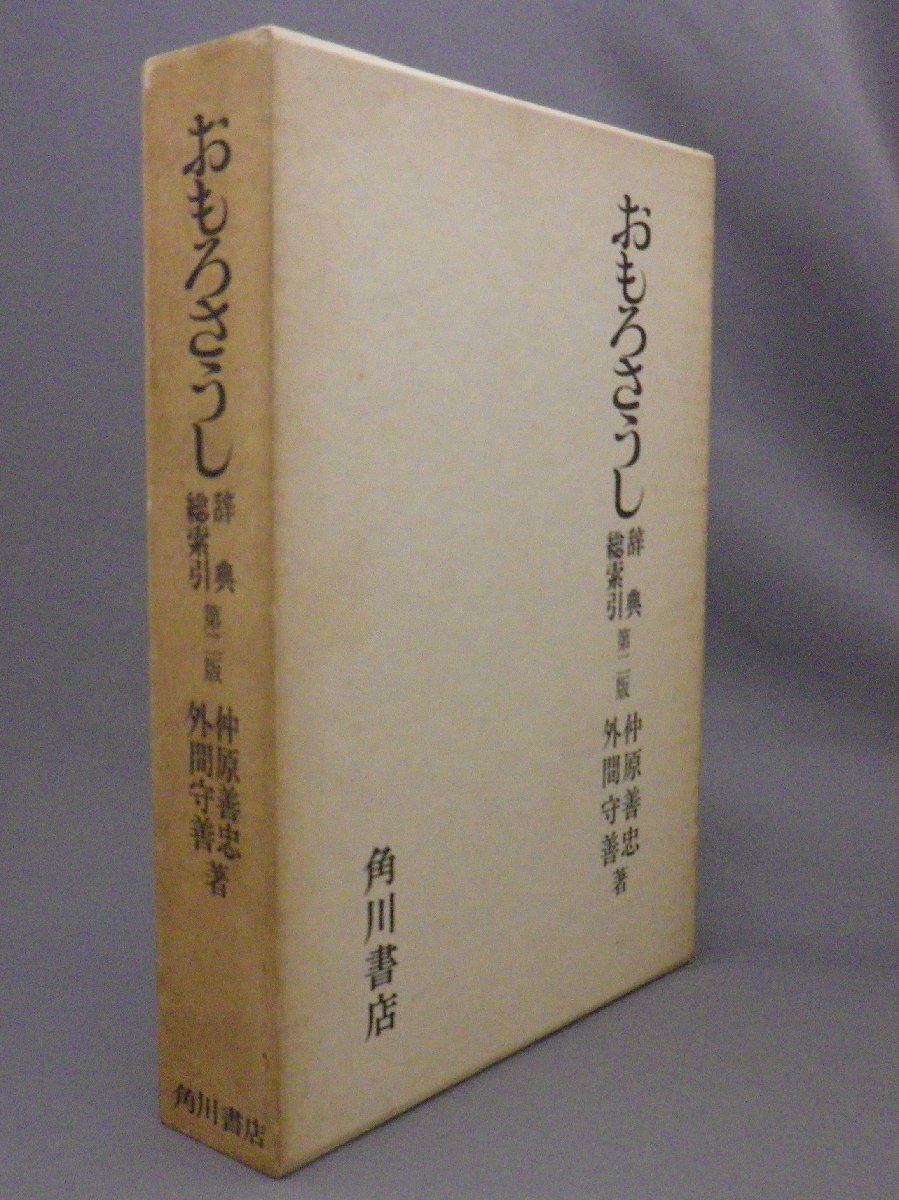 おもろさうし
辞典
総索引
第二版
仲原善忠
外間守善
著
角川書店
おもろさうし
辞典
総索引
第二版
仲原善忠
外間守善
著
角川書店